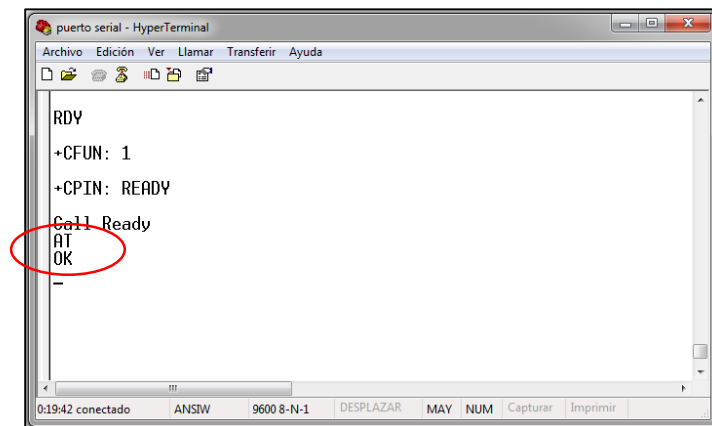 puerto serial - HyperTerminal
Archivo Edición Ver Llamar Transferir Ayuda
RDY
+CFUN: 1
+CPIN: READY
Call Ready
AT
OK
0:19:42 conectado ANSIW 9600 8-N-1 DESPLAZAR MAY NUM Capturar Imprimir